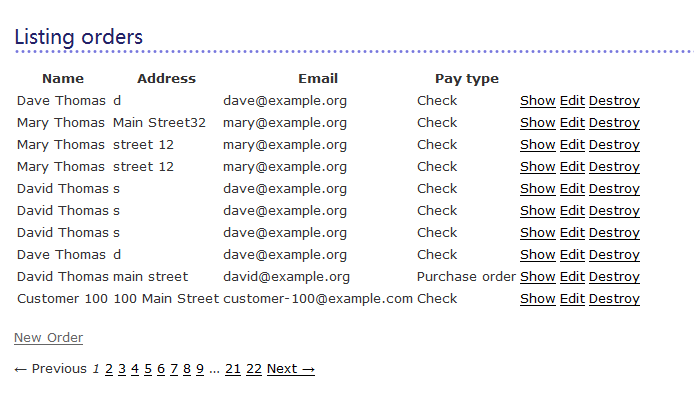 Listing orders
Name Address Email Pay type
Dave Thomas d dave@example.org Check Show Edit Destroy
Mary Thomas Main Street32 mary@example.org Check Show Edit Destroy
Mary Thomas street 12 mary@example.org Check Show Edit Destroy
Mary Thomas street 12 mary@example.org Check Show Edit Destroy
David Thomas s dave@example.org Check Show Edit Destroy
David Thomas s dave@example.org Check Show Edit Destroy
David Thomas s dave@example.org Check Show Edit Destroy
Dave Thomas d dave@example.org Check Show Edit Destroy
David Thomas main street david@example.org Purchase order Show Edit Destroy
Customer 100 100 Main Street customer-100@example.com Check Show Edit Destroy
New Order
← Previous 1 2 3 4 5 6 7 8 9 … 21 22 Next →